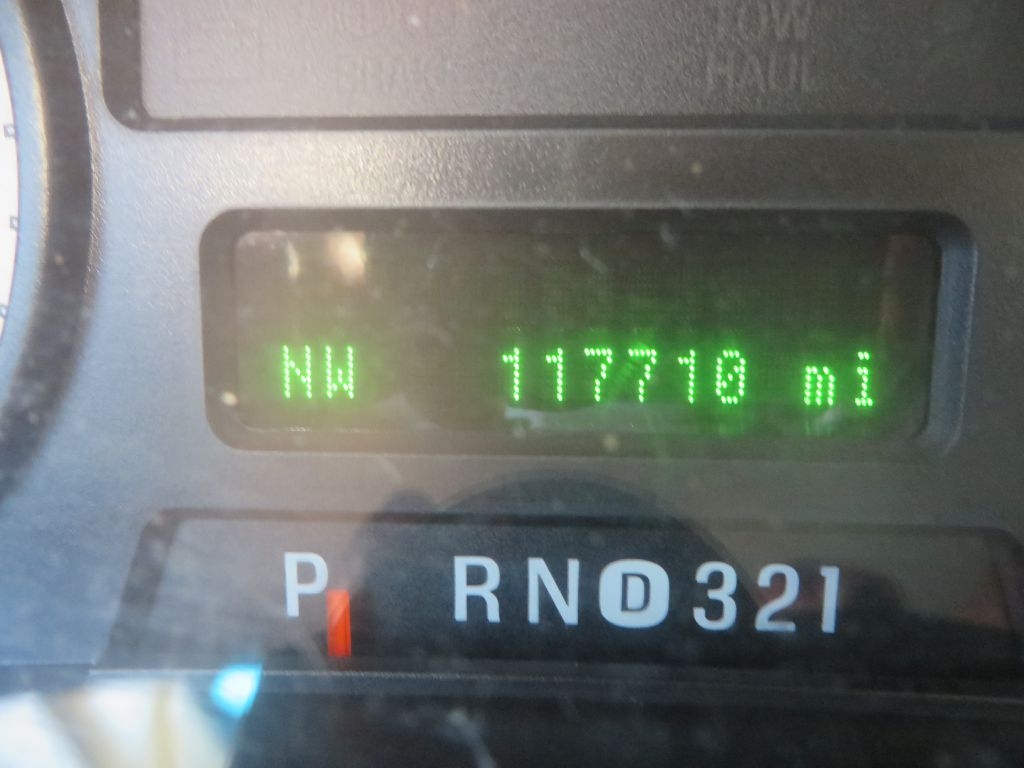 TOW
HAUL
NW 117710 mi
P RND321